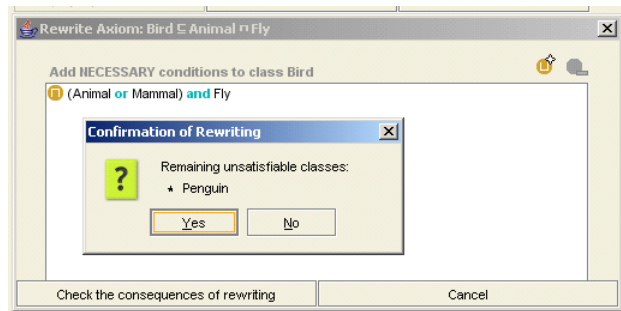 Rewrite Axiom: Bird ⊑ Animal ⊓ Fly
Add NECESSARY conditions to class Bird
(Animal or Mammal) and Fly
Confirmation of Rewriting
Remaining unsatisfiable classes:
★ Penguin
Yes
No
Check the consequences of rewriting
Cancel